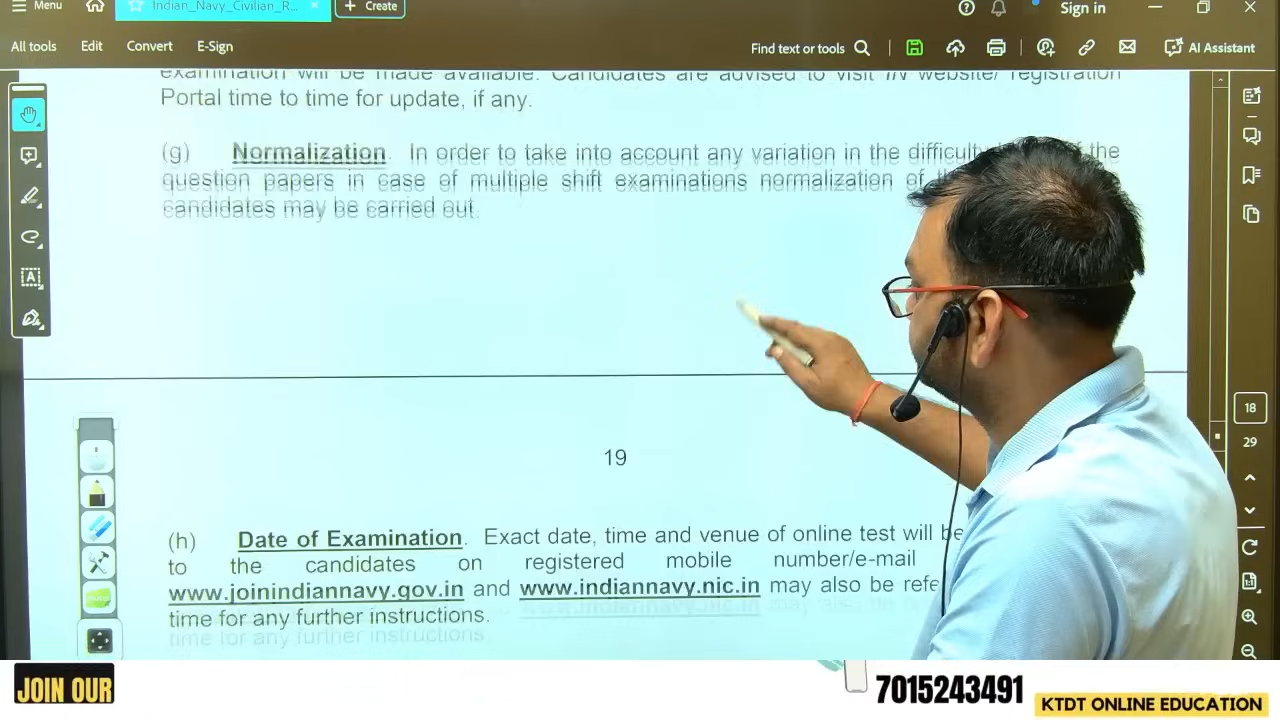 Menu
Indian_Navy_Civilian_R...
Create
Sign in
All tools
Edit
Convert
E-Sign
Find text or tools
AI Assistant
examination will be made available. Candidates are advised to visit IN website/ registration
Portal time to time for update, if any.
(g) Normalization. In order to take into account any variation in the difficulty of the
question papers in case of multiple shift examinations normalization of
candidates may be carried out.
18
29
19
(h) Date of Examination. Exact date, time and venue of online test will be
to the candidates on registered mobile number/e-mail
www.joinindiannavy.gov.in and www.indiannavy.nic.in may also be refe
time for any further instructions.
JOIN OUR
7015243491
KTDT ONLINE EDUCATION